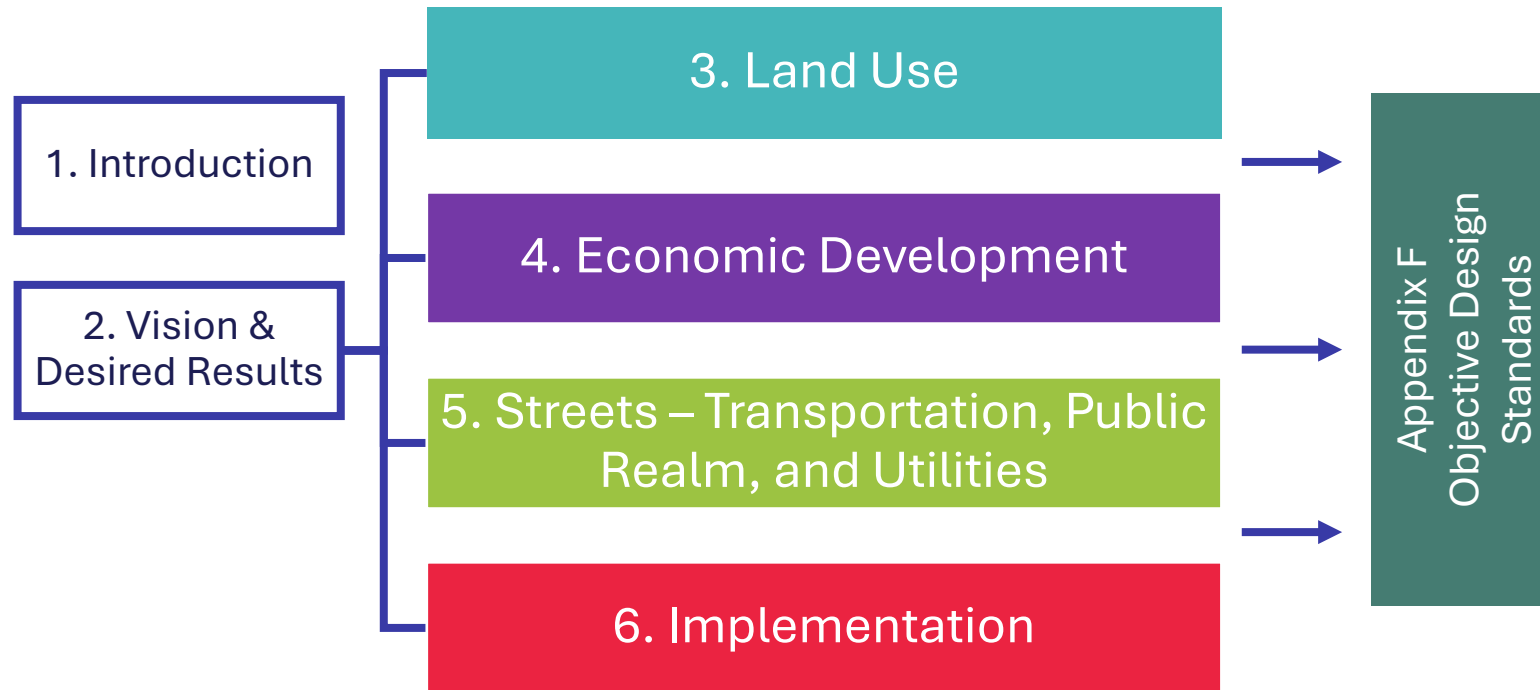 1. Introduction
2. Vision &
Desired Results
3. Land Use
4. Economic Development
5. Streets – Transportation, Public
Realm, and Utilities
6. Implementation
Appendix F
Objective Design
Standards